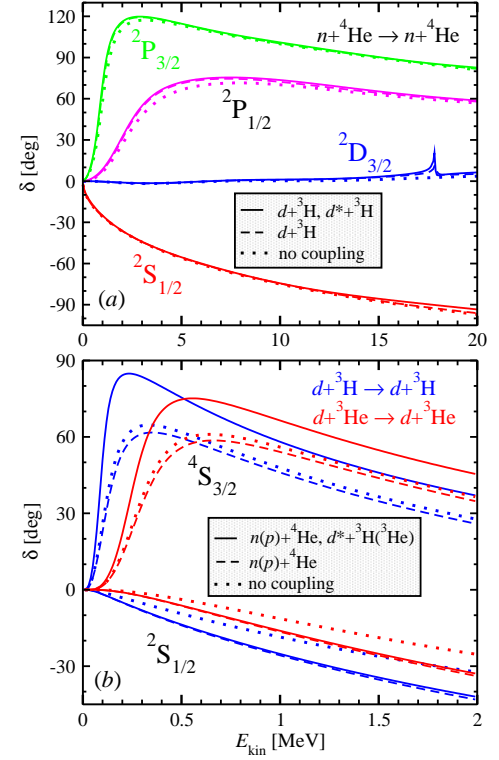 120
90
60
30
0
-30
-60
-90
δ [deg]
n+⁴He → n+⁴He
²P₃/₂
²P₁/₂
²D₃/₂
d+³H, d*+³H
d+³H
no coupling
²S₁/₂
(a)
0 5 10 15 20
90
60
30
0
-30
δ [deg]
d+³H → d+³H
d+³He → d+³He
⁴S₃/₂
n(p)+⁴He, d*+³H(³He)
n(p)+⁴He
no coupling
²S₁/₂
(b)
0 0.5 1 1.5 2
E_kin [MeV]